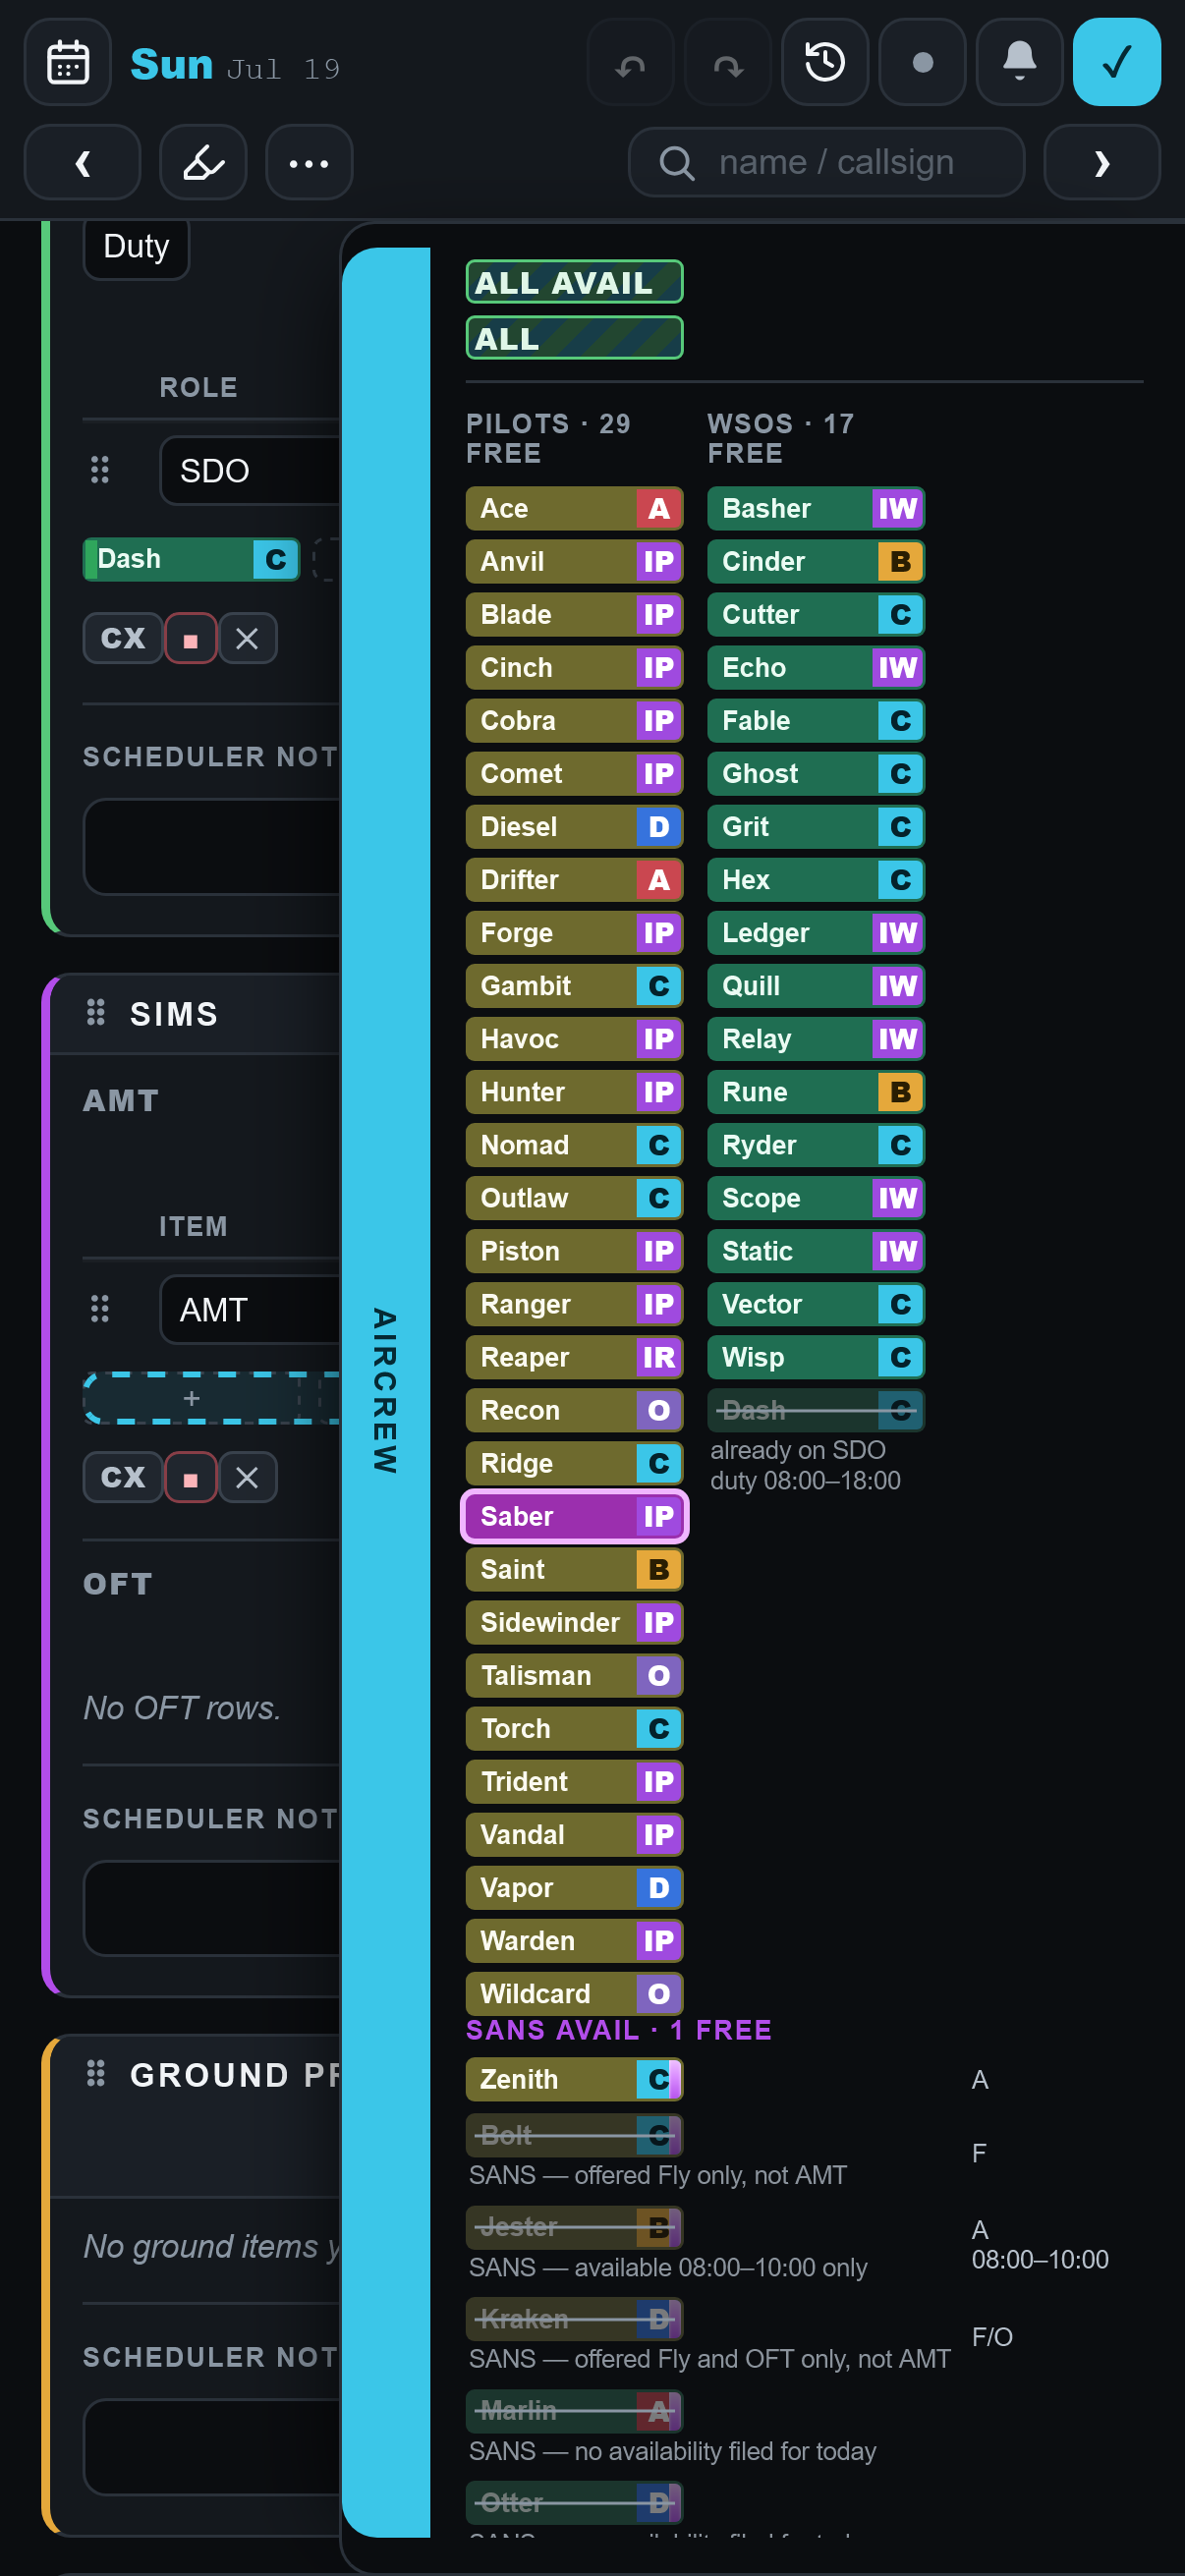 Sun Jul 19
name / callsign
Duty
ROLE
SDO
Dash C
CX
SCHEDULER NOT
SIMS
AMT
ITEM
AMT
+
CX
OFT
No OFT rows.
SCHEDULER NOT
GROUND PR
No ground items y
SCHEDULER NOT
AIRCREW
ALL AVAIL
ALL
PILOTS · 29 FREE
Ace A
Anvil IP
Blade IP
Cinch IP
Cobra IP
Comet IP
Diesel D
Drifter A
Forge IP
Gambit C
Havoc IP
Hunter IP
Nomad C
Outlaw C
Piston IP
Ranger IP
Reaper IR
Recon O
Ridge C
Saber IP
Saint B
Sidewinder IP
Talisman O
Torch C
Trident IP
Vandal IP
Vapor D
Warden IP
Wildcard O
WSOS · 17 FREE
Basher IW
Cinder B
Cutter C
Echo IW
Fable C
Ghost C
Grit C
Hex C
Ledger IW
Quill IW
Relay IW
Rune B
Ryder C
Scope IW
Static IW
Vector C
Wisp C
Dash C
already on SDO
duty 08:00–18:00
SANS AVAIL · 1 FREE
Zenith C A
Bolt C F
SANS — offered Fly only, not AMT
Jester B A
08:00–10:00
SANS — available 08:00–10:00 only
Kraken D F/O
SANS — offered Fly and OFT only, not AMT
Marlin A
SANS — no availability filed for today
Otter D